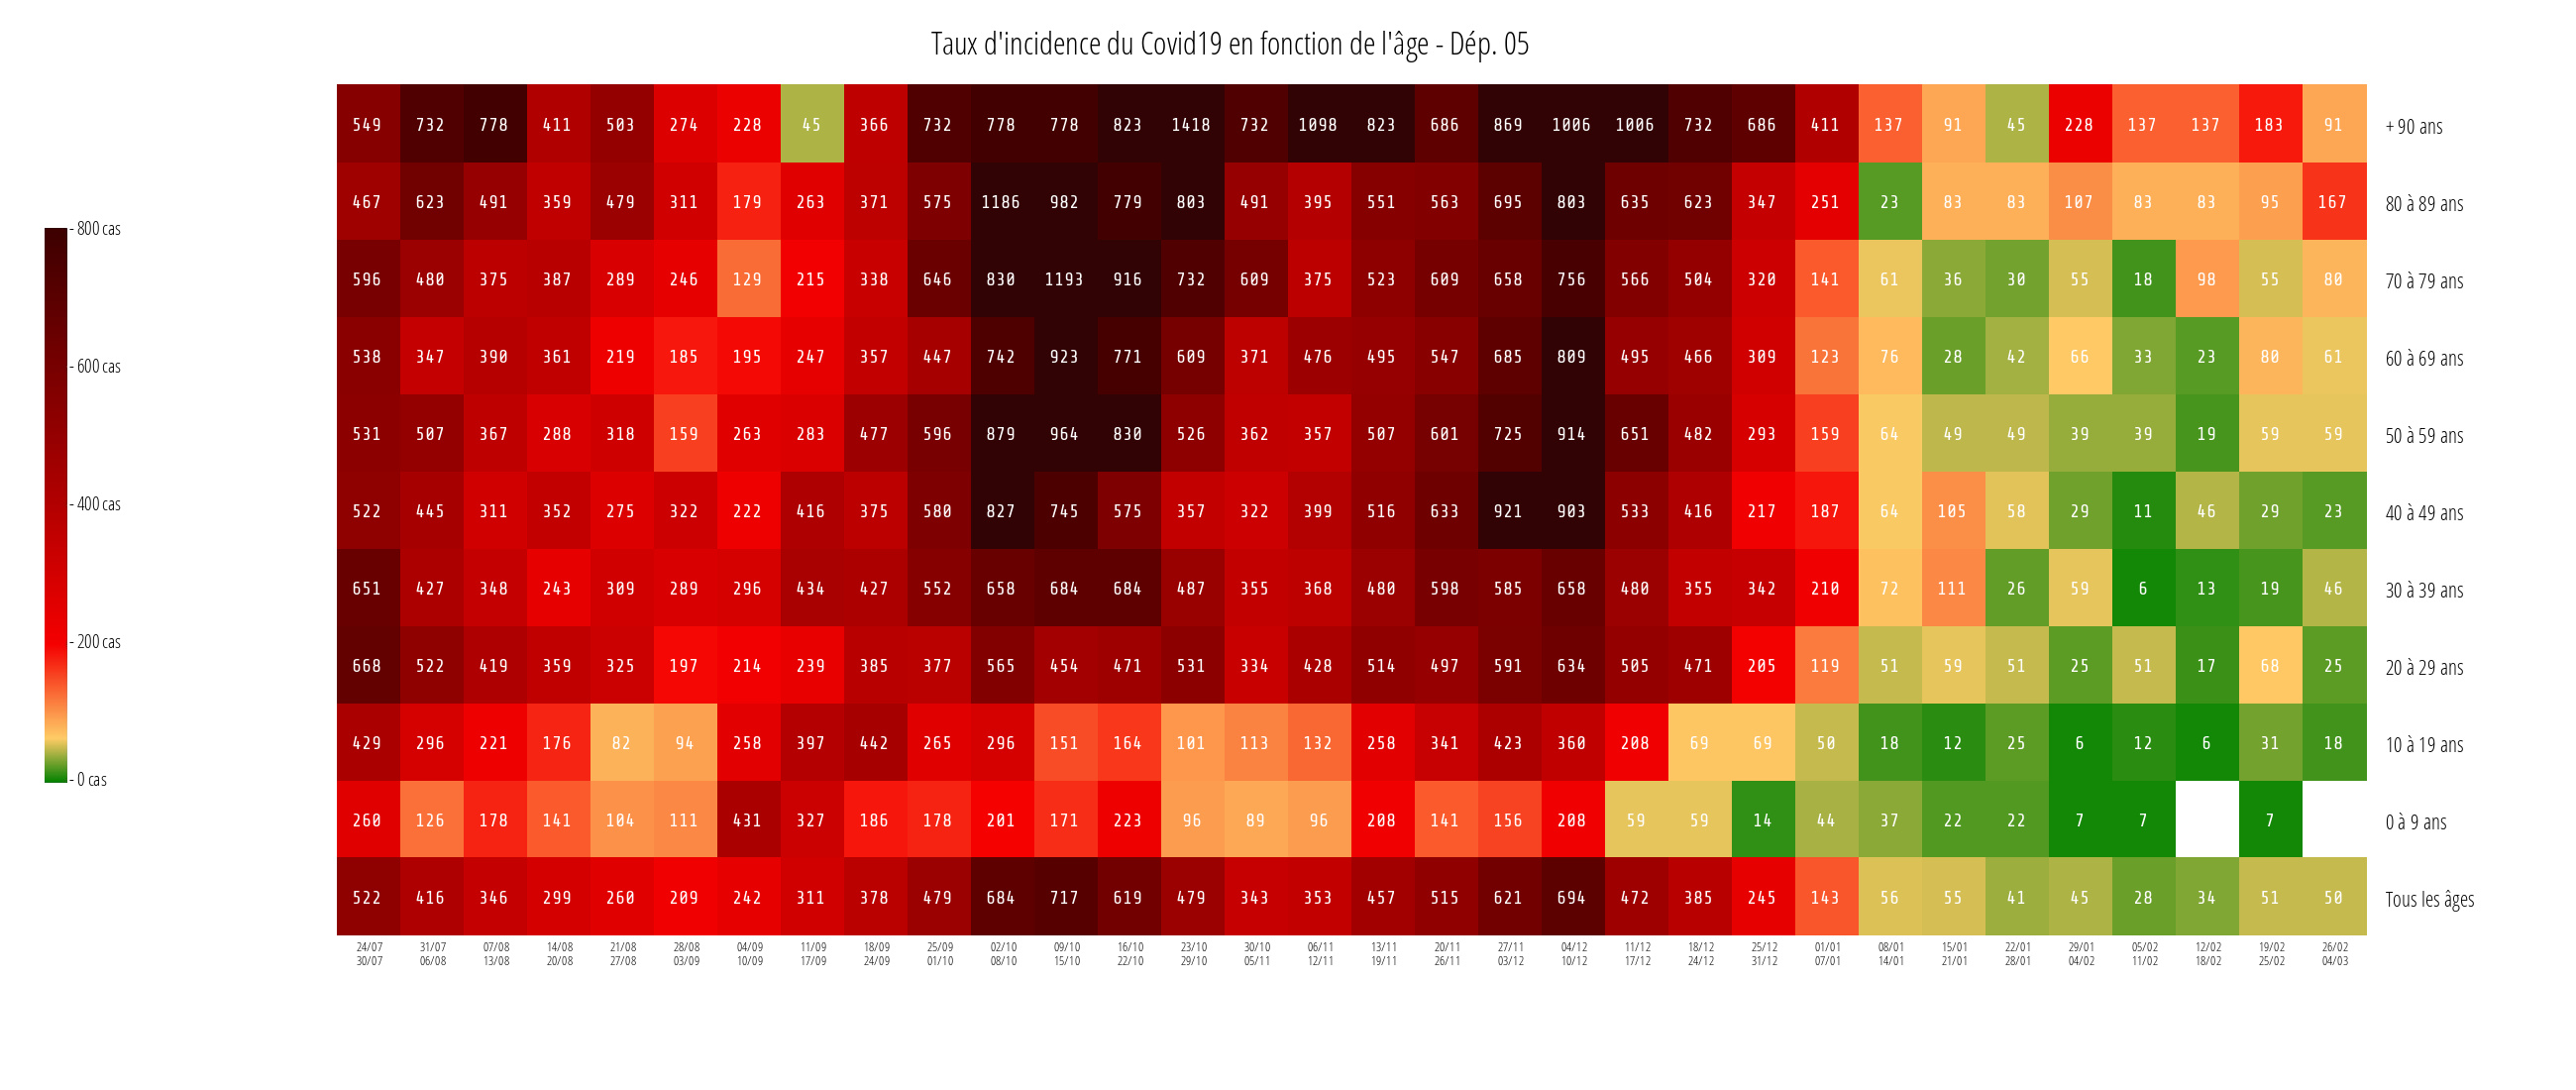 Taux d'incidence du Covid19 en fonction de l'âge - Dép. 05
549 732 778 411 503 274 228 45 366 732 778 778 823 1418 732 1098 823 686 869 1006 1006 732 686 411 137 91 45 228 137 137 183 91 + 90 ans
467 623 491 359 479 311 179 263 371 575 1186 982 779 803 491 395 551 563 695 803 635 623 347 251 23 83 83 107 83 83 95 167 80 à 89 ans
596 480 375 387 289 246 129 215 338 646 830 1193 916 732 609 375 523 609 658 756 566 504 320 141 61 36 30 55 18 98 55 80 70 à 79 ans
538 347 390 361 219 185 195 247 357 447 742 923 771 609 371 476 495 547 685 809 495 466 309 123 76 28 42 66 33 23 80 61 60 à 69 ans
531 507 367 288 318 159 263 283 477 596 879 964 830 526 362 357 507 601 725 914 651 482 293 159 64 49 49 39 39 19 59 59 50 à 59 ans
522 445 311 352 275 322 222 416 375 580 827 745 575 357 322 399 516 633 921 903 533 416 217 187 64 105 58 29 11 46 29 23 40 à 49 ans
651 427 348 243 309 289 296 434 427 552 658 684 684 487 355 368 480 598 585 658 480 355 342 210 72 111 26 59 6 13 19 46 30 à 39 ans
668 522 419 359 325 197 214 239 385 377 565 454 471 531 334 428 514 497 591 634 505 471 205 119 51 59 51 25 51 17 68 25 20 à 29 ans
429 296 221 176 82 94 258 397 442 265 296 151 164 101 113 132 258 341 423 360 208 69 69 50 18 12 25 6 12 6 31 18 10 à 19 ans
260 126 178 141 104 111 431 327 186 178 201 171 223 96 89 96 208 141 156 208 59 59 14 44 37 22 22 7 7 7 0 à 9 ans
522 416 346 299 260 209 242 311 378 479 684 717 619 479 343 353 457 515 621 694 472 385 245 143 56 55 41 45 28 34 51 50 Tous les âges
24/07 31/07 07/08 14/08 21/08 28/08 04/09 11/09 18/09 25/09 02/10 09/10 16/10 23/10 30/10 06/11 13/11 20/11 27/11 04/12 11/12 18/12 25/12 01/01 08/01 15/01 22/01 29/01 05/02 12/02 19/02 26/02
30/07 06/08 13/08 20/08 27/08 03/09 10/09 17/09 24/09 01/10 08/10 15/10 22/10 29/10 05/11 12/11 19/11 26/11 03/12 10/12 17/12 24/12 31/12 07/01 14/01 21/01 28/01 04/02 11/02 18/02 25/02 04/03
- 800 cas
- 600 cas
- 400 cas
- 200 cas
- 0 cas